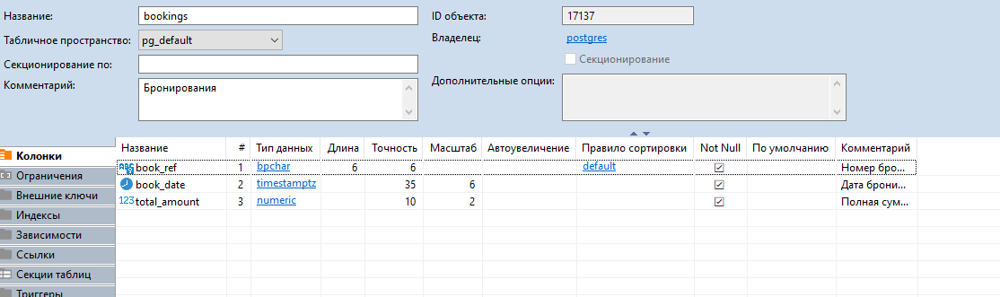 Название: bookings ID объекта: 17137
Табличное пространство: pg_default Владелец: postgres
Секционирование по: Секционирование
Комментарий: Бронирования Дополнительные опции:
Название # Тип данных Длина Точность Масштаб Автоувеличение Правило сортировки Not Null По умолчанию Комментарий
Колонки
book_ref 1 bpchar 6 6 default Номер бро...
Ограничения
book_date 2 timestamptz 35 6 Дата брони...
Внешние ключи
123 total_amount 3 numeric 10 2 Полная сум...
Индексы
Зависимости
Ссылки
Секции таблиц
Триггеры